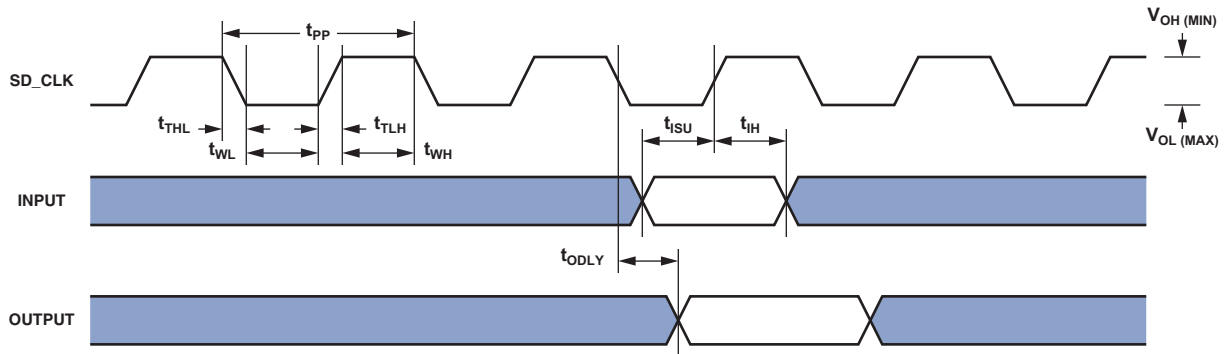 tPP
VOH (MIN)
SD_CLK
tTHL
tTLH
tISU
tIH
VOL (MAX)
tWL
tWH
INPUT
tODLY
OUTPUT